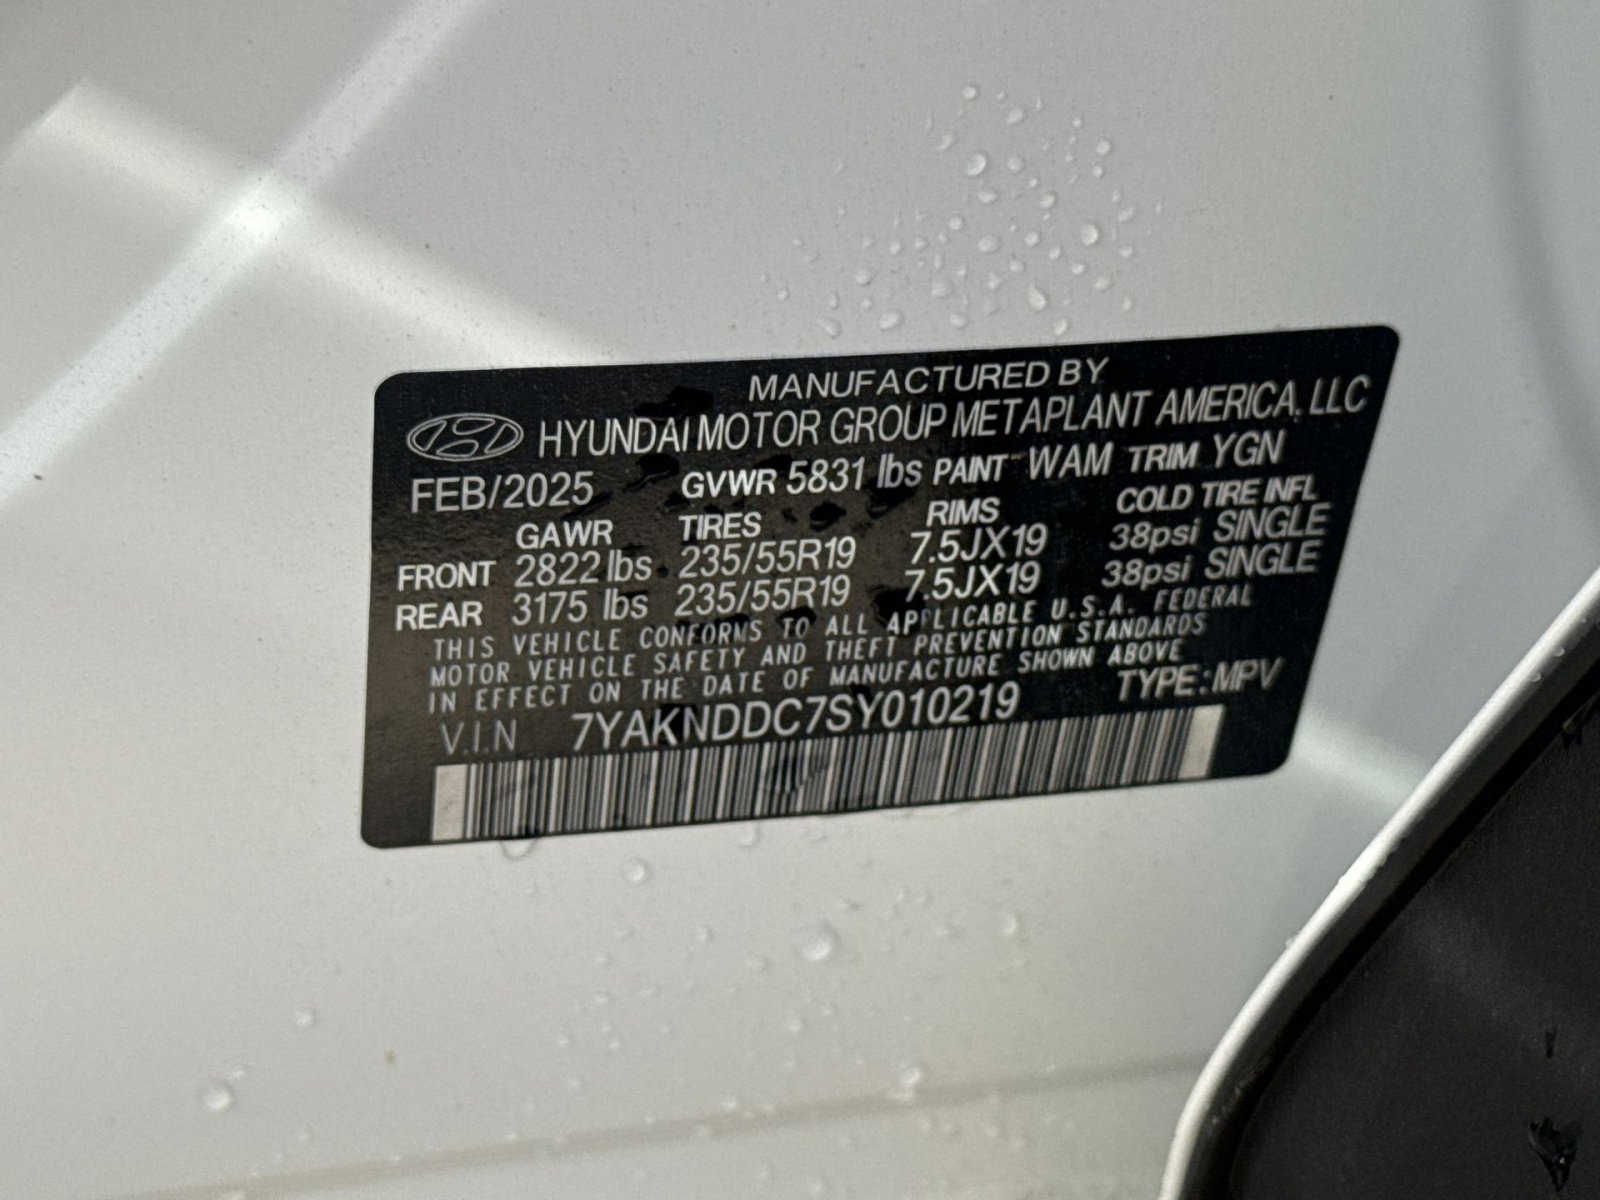 MANUFACTURED BY
HYUNDAI MOTOR GROUP METAPLANT AMERICA, LLC
FEB/2025 GVWR 5831 lbs PAINT WAM TRIM YGN
GAWR TIRES RIMS COLD TIRE INFL
FRONT 2822 lbs 235/55R19 7.5JX19 38psi SINGLE
REAR 3175 lbs 235/55R19 7.5JX19 38psi SINGLE
THIS VEHICLE CONFORMS TO ALL APPLICABLE U.S.A. FEDERAL
MOTOR VEHICLE SAFETY AND THEFT PREVENTION STANDARDS
IN EFFECT ON THE DATE OF MANUFACTURE SHOWN ABOVE
V.I.N 7YAKNDDC7SY010219 TYPE:MPV